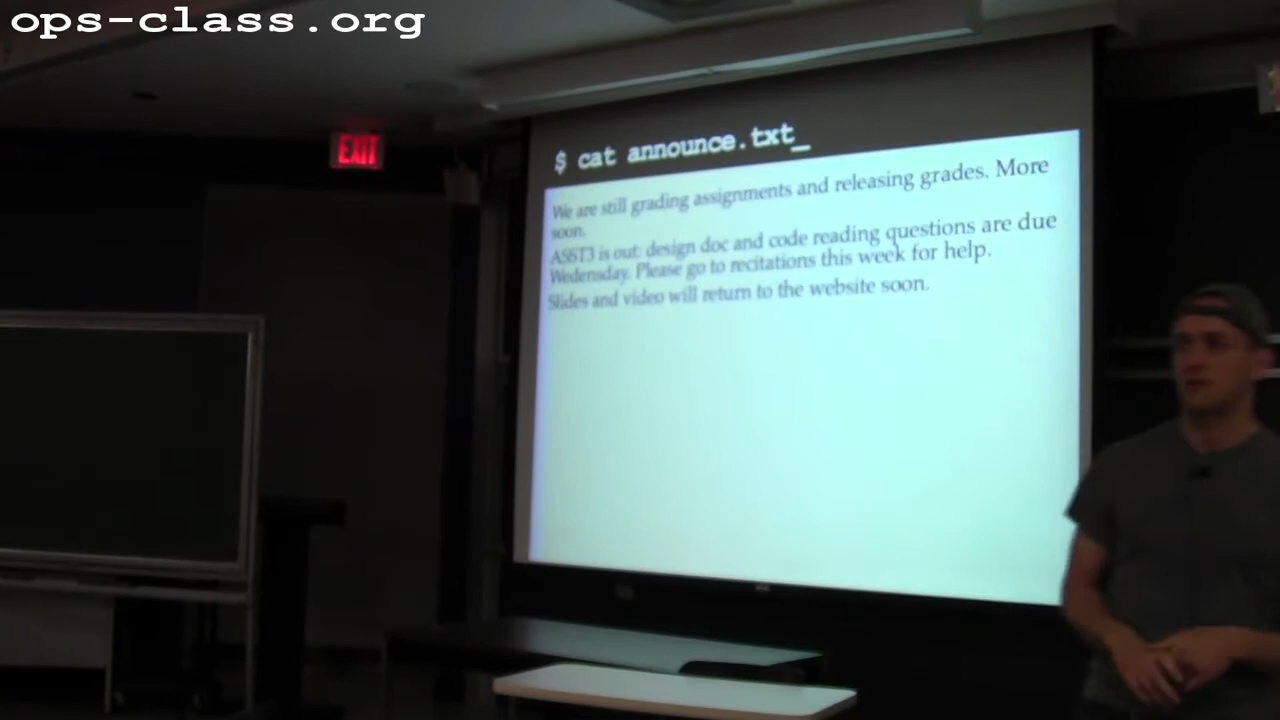 ops-class.org
EXIT
$ cat announce.txt_
We are still grading assignments and releasing grades. More
soon.
ASST3 is out: design doc and code reading questions are due
Wedensday. Please go to recitations this week for help.
Slides and video will return to the website soon.